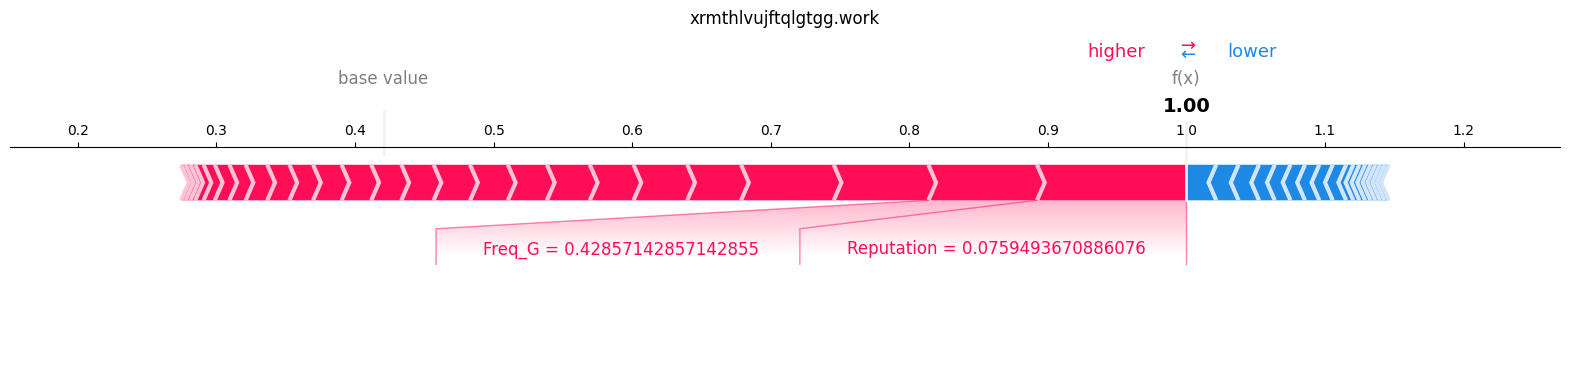 xrmthlvujftqlgtgg.work
higher → ← lower
base value f(x)
1.00
0.2 0.3 0.4 0.5 0.6 0.7 0.8 0.9 1.0 1.1 1.2
Freq_G = 0.42857142857142855 Reputation = 0.0759493670886076